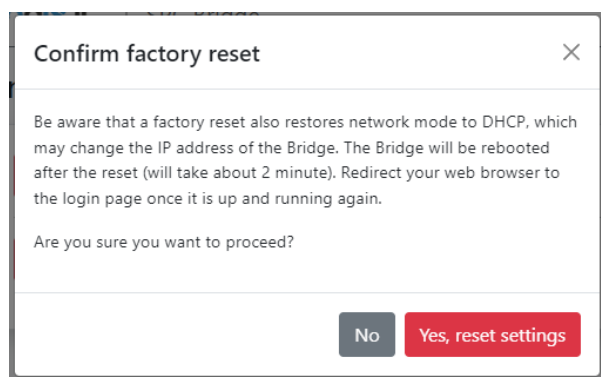 SPC Bridge
Confirm factory reset
Be aware that a factory reset also restores network mode to DHCP, which
may change the IP address of the Bridge. The Bridge will be rebooted
after the reset (will take about 2 minute). Redirect your web browser to
the login page once it is up and running again.
Are you sure you want to proceed?
No
Yes, reset settings